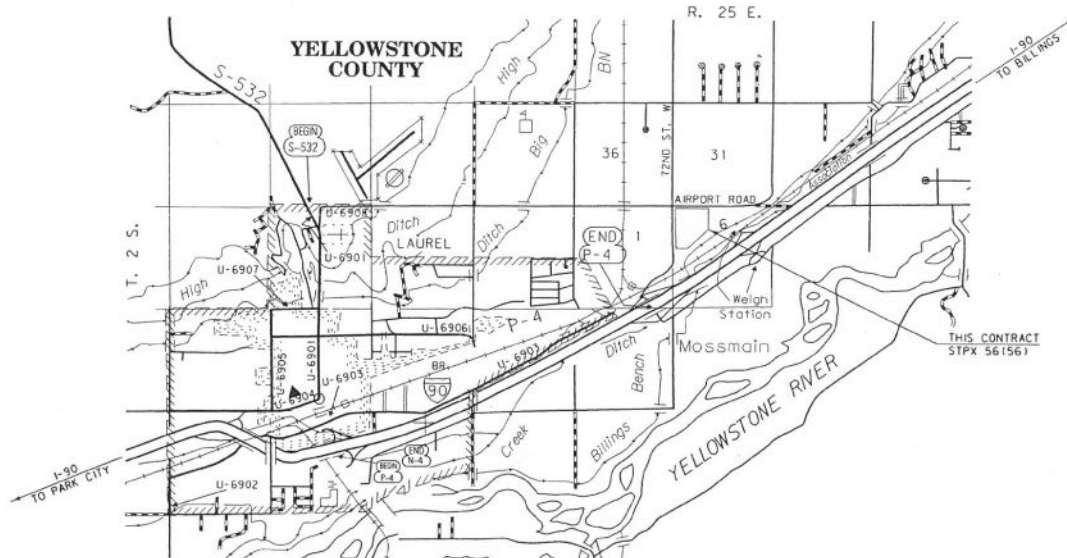 R. 25 E.
YELLOWSTONE
COUNTY
I-90
TO BILLINGS
S-532
High
BN
BEGIN
S-532
4
Big
36
72ND ST. W
31
Association
AIRPORT ROAD
T. 2 S.
U-6908
Ditch
LAUREL
Ditch
U-6901
END
P-4
1
6
U-6907
High
Weigh
Station
P-4
U-6906
THIS CONTRACT
STPX 56(56)
Mossmain
Ditch
U-6903
U-6905
U-6901
U-6903
BR.
90
Bench
U-6904
YELLOWSTONE RIVER
Creek
Billings
END
N-4
BEGIN
P-4
I-90
TO PARK CITY
U-6902